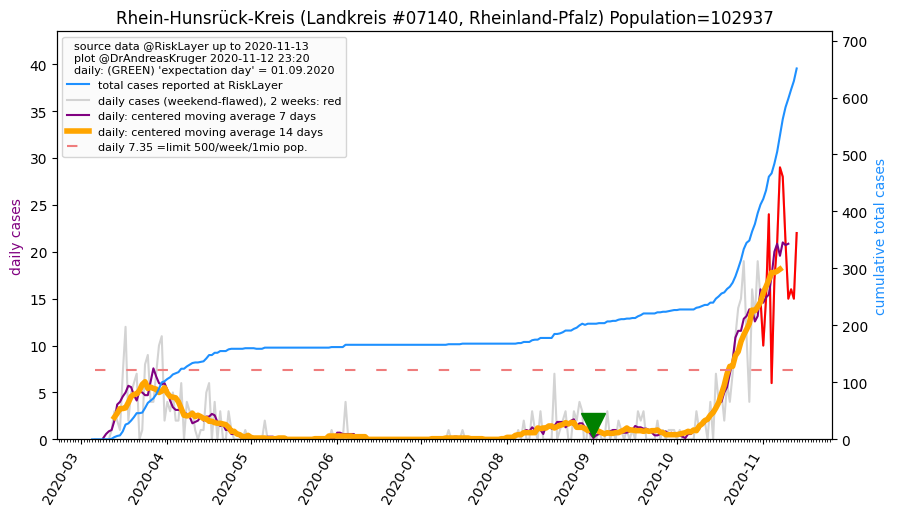 Rhein-Hunsrück-Kreis (Landkreis #07140, Rheinland-Pfalz) Population=102937
source data @RiskLayer up to 2020-11-13
plot @DrAndreasKruger 2020-11-12 23:20
daily: (GREEN) 'expectation day' = 01.09.2020
total cases reported at RiskLayer
daily cases (weekend-flawed), 2 weeks: red
daily: centered moving average 7 days
daily: centered moving average 14 days
daily 7.35 =limit 500/week/1mio pop.
daily cases
40
35
30
25
20
15
10
5
0
cumulative total cases
700
600
500
400
300
200
100
0
2020-03
2020-04
2020-05
2020-06
2020-07
2020-08
2020-09
2020-10
2020-11